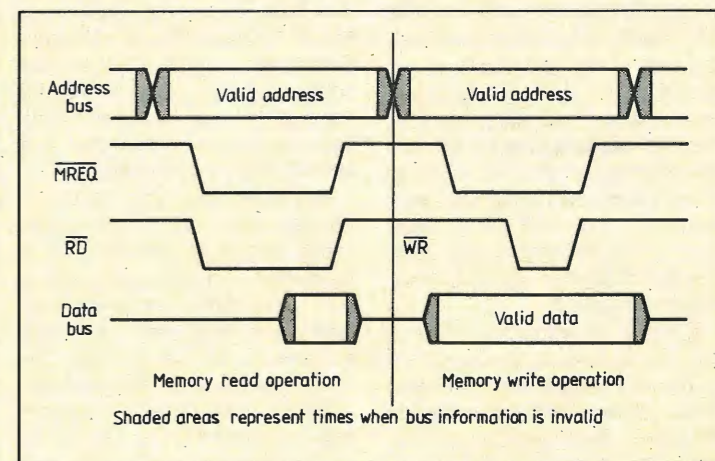 Address
bus
Valid address
Valid address
MREQ
RD
WR
Data
bus
Valid data
Memory read operation
Memory write operation
Shaded areas represent times when bus information is invalid